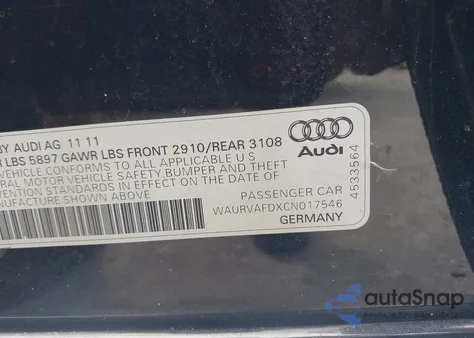 BY AUDI AG 11 11
R LBS 5897 GAWR LBS FRONT 2910/REAR 3108
VEHICLE CONFORMS TO ALL APPLICABLE U S
RAL MOTOR VEHICLE SAFETY BUMPER AND THEFT
VENTION STANDARDS IN EFFECT ON THE DATE OF
MANUFACTURE SHOWN ABOVE
PASSENGER CAR
WAURVAFDXCN017546
GERMANY
Audi
4533564
autoSnap